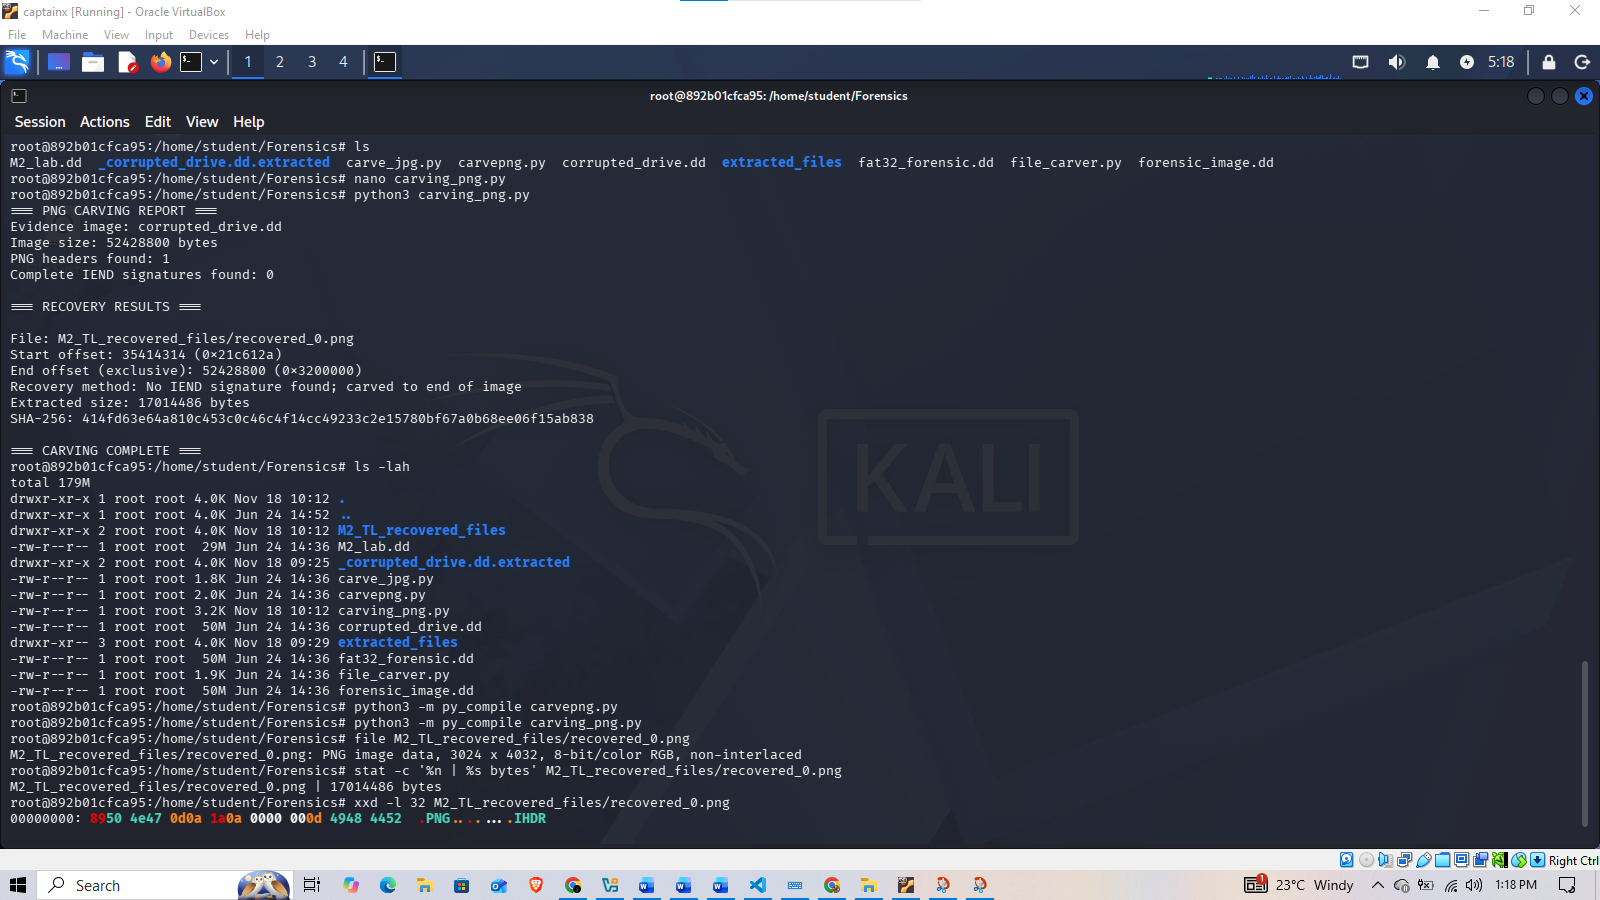 captainx [Running] - Oracle VirtualBox
File Machine View Input Devices Help
1 2 3 4 5:18
root@892b01cfca95: /home/student/Forensics
Session Actions Edit View Help
root@892b01cfca95:/home/student/Forensics# ls
M2_lab.dd _corrupted_drive.dd.extracted carve_jpg.py carvepng.py corrupted_drive.dd extracted_files fat32_forensic.dd file_carver.py forensic_image.dd
root@892b01cfca95:/home/student/Forensics# nano carving_png.py
root@892b01cfca95:/home/student/Forensics# python3 carving_png.py
=== PNG CARVING REPORT ===
Evidence image: corrupted_drive.dd
Image size: 52428800 bytes
PNG headers found: 1
Complete IEND signatures found: 0
=== RECOVERY RESULTS ===
File: M2_TL_recovered_files/recovered_0.png
Start offset: 35414314 (0×21c612a)
End offset (exclusive): 52428800 (0×3200000)
Recovery method: No IEND signature found; carved to end of image
Extracted size: 17014486 bytes
SHA-256: 414fd63e64a810c453c0c46c4f14cc49233c2e15780bf67a0b68ee06f15ab838
=== CARVING COMPLETE ===
root@892b01cfca95:/home/student/Forensics# ls -lah
total 179M
drwxr-xr-x 1 root root 4.0K Nov 18 10:12 .
drwxr-xr-x 1 root root 4.0K Jun 24 14:52 ..
drwxr-xr-x 2 root root 4.0K Nov 18 10:12 M2_TL_recovered_files
-rw-r--r-- 1 root root 29M Jun 24 14:36 M2_lab.dd
drwxr-xr-x 2 root root 4.0K Nov 18 09:25 _corrupted_drive.dd.extracted
-rw-r--r-- 1 root root 1.8K Jun 24 14:36 carve_jpg.py
-rw-r--r-- 1 root root 2.0K Jun 24 14:36 carvepng.py
-rw-r--r-- 1 root root 3.2K Nov 18 10:12 carving_png.py
-rw-r--r-- 1 root root 50M Jun 24 14:36 corrupted_drive.dd
drwxr-xr-- 3 root root 4.0K Nov 18 09:29 extracted_files
-rw-r--r-- 1 root root 50M Jun 24 14:36 fat32_forensic.dd
-rw-r--r-- 1 root root 1.9K Jun 24 14:36 file_carver.py
-rw-r--r-- 1 root root 50M Jun 24 14:36 forensic_image.dd
root@892b01cfca95:/home/student/Forensics# python3 -m py_compile carvepng.py
root@892b01cfca95:/home/student/Forensics# python3 -m py_compile carving_png.py
root@892b01cfca95:/home/student/Forensics# file M2_TL_recovered_files/recovered_0.png
M2_TL_recovered_files/recovered_0.png: PNG image data, 3024 x 4032, 8-bit/color RGB, non-interlaced
root@892b01cfca95:/home/student/Forensics# stat -c '%n | %s bytes' M2_TL_recovered_files/recovered_0.png
M2_TL_recovered_files/recovered_0.png | 17014486 bytes
root@892b01cfca95:/home/student/Forensics# xxd -l 32 M2_TL_recovered_files/recovered_0.png
00000000: 8950 4e47 0d0a 1a0a 0000 000d 4948 4452 .PNG........IHDR
KALI
Right Ctrl
Search 1 23°C Windy 1:18 PM